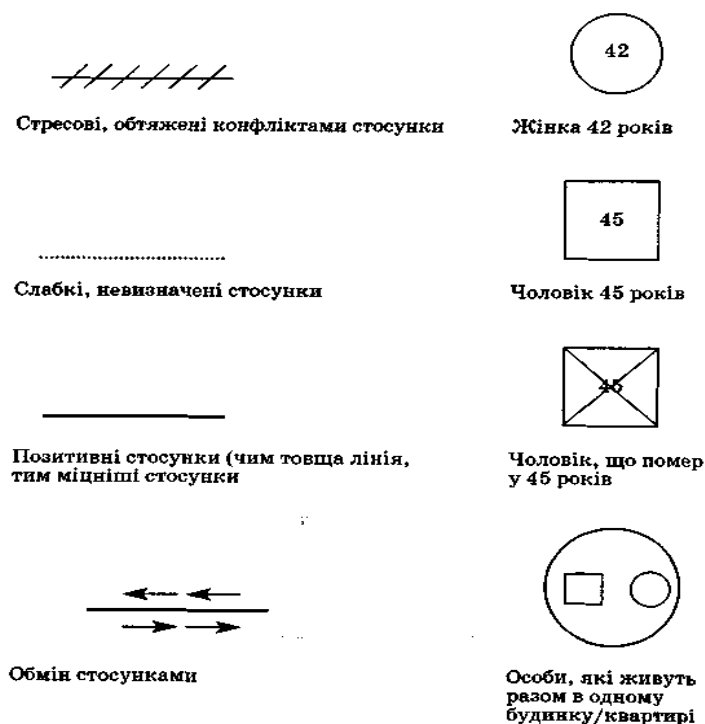 42
Стресові, обтяжені конфліктами стосунки
Жінка 42 років
45
Слабкі, невизначені стосунки
Чоловік 45 років
45
Позитивні стосунки (чим товща лінія,
тим міцніші стосунки
Чоловік, що помер
у 45 років
Обмін стосунками
Особи, які живуть
разом в одному
будинку/квартирі